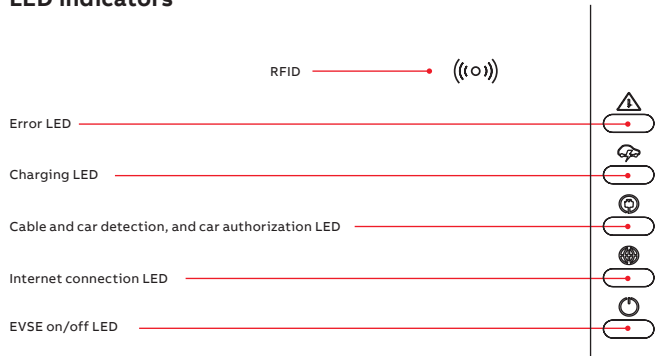 LED indicators
RFID
Error LED
Charging LED
Cable and car detection, and car authorization LED
Internet connection LED
EVSE on/off LED